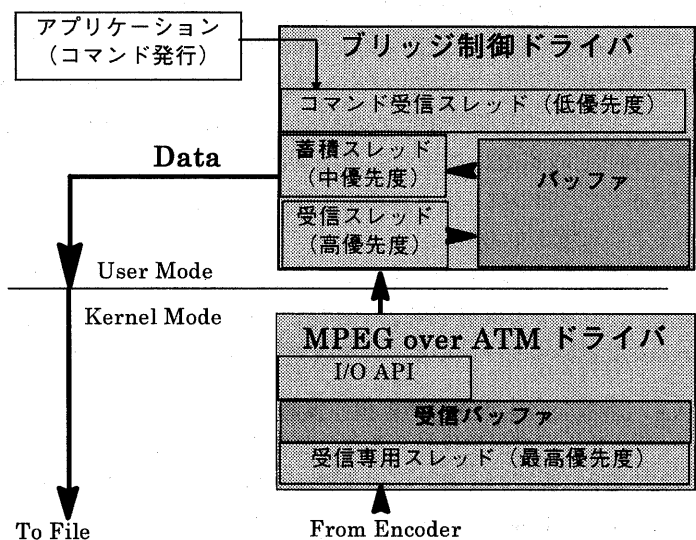 アプリケーション
(コマンド発行)
ブリッジ制御ドライバ
コマンド受信スレッド(低優先度)
Data
蓄積スレッド
(中優先度)
バッファ
受信スレッド
(高優先度)
User Mode
Kernel Mode
MPEG over ATM ドライバ
I/O API
受信バッファ
受信専用スレッド(最高優先度)
To File
From Encoder